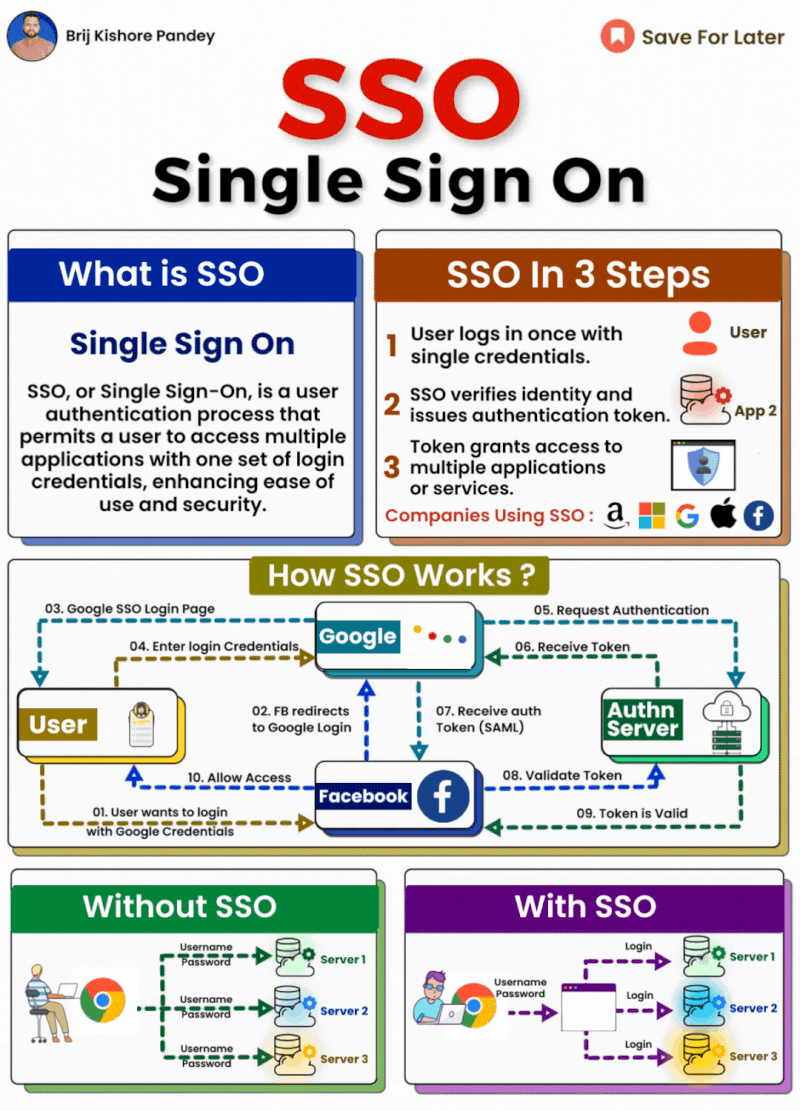 Brij Kishore Pandey
Save For Later
SSO
Single Sign On
What is SSO
Single Sign On
SSO, or Single Sign-On, is a user
authentication process that
permits a user to access multiple
applications with one set of login
credentials, enhancing ease of
use and security.
SSO In 3 Steps
1
User logs in once with
single credentials.
User
2
SSO verifies identity and
issues authentication token.
App 2
3
Token grants access to
multiple applications
or services.
Companies Using SSO :
How SSO Works ?
03. Google SSO Login Page
05. Request Authentication
Google
04. Enter login Credentials
06. Receive Token
User
02. FB redirects
to Google Login
07. Receive auth
Token (SAML)
Authn
Server
10. Allow Access
Facebook
08. Validate Token
01. User wants to login
with Google Credentials
09. Token is Valid
Without SSO
Username
Password
Server 1
Username
Password
Server 2
Username
Password
Server 3
With SSO
Username
Password
Login
Server 1
Login
Server 2
Login
Server 3